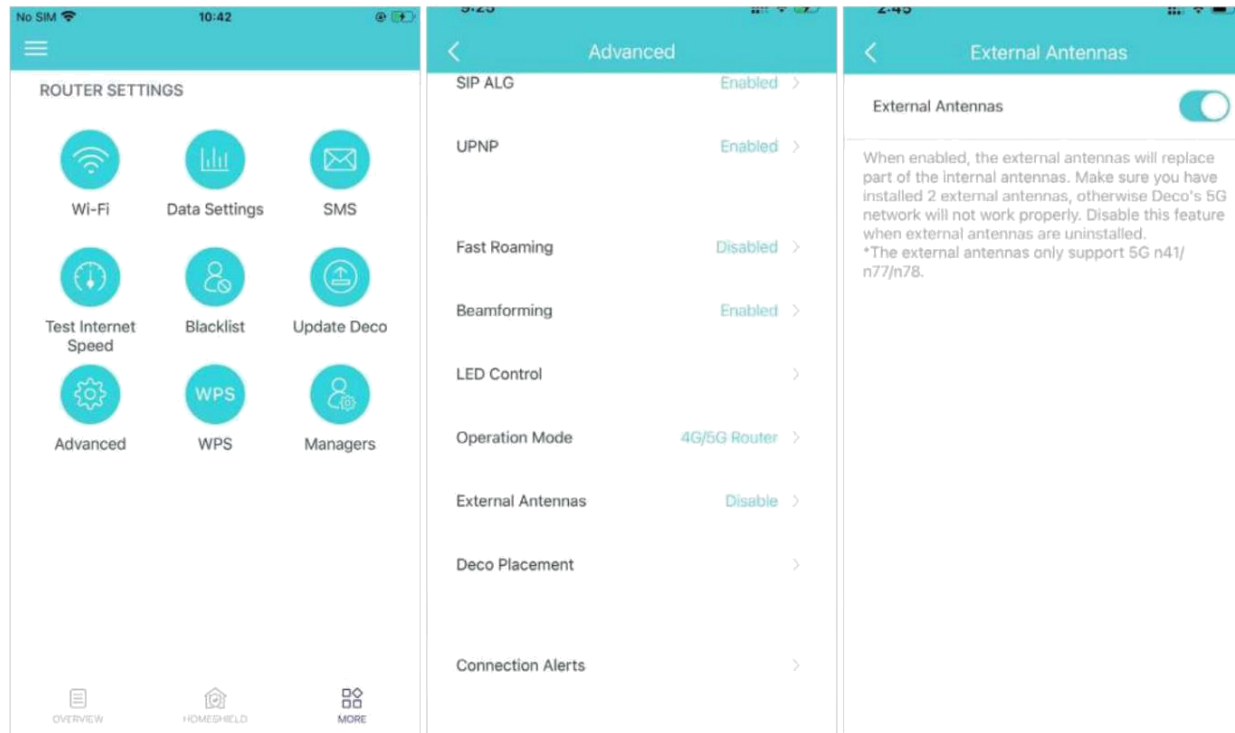 No SIM 10:42
ROUTER SETTINGS
Wi-Fi Data Settings SMS
Test Internet Speed Blacklist Update Deco
WPS
Advanced WPS Managers
OVERVIEW HOMESHIELD MORE
9:25
Advanced
SIP ALG Enabled
UPNP Enabled
Fast Roaming Disabled
Beamforming Enabled
LED Control
Operation Mode 4G/5G Router
External Antennas Disable
Deco Placement
Connection Alerts
2:45
External Antennas
External Antennas
When enabled, the external antennas will replace
part of the internal antennas. Make sure you have
installed 2 external antennas, otherwise Deco's 5G
network will not work properly. Disable this feature
when external antennas are uninstalled.
*The external antennas only support 5G n41/
n77/n78.